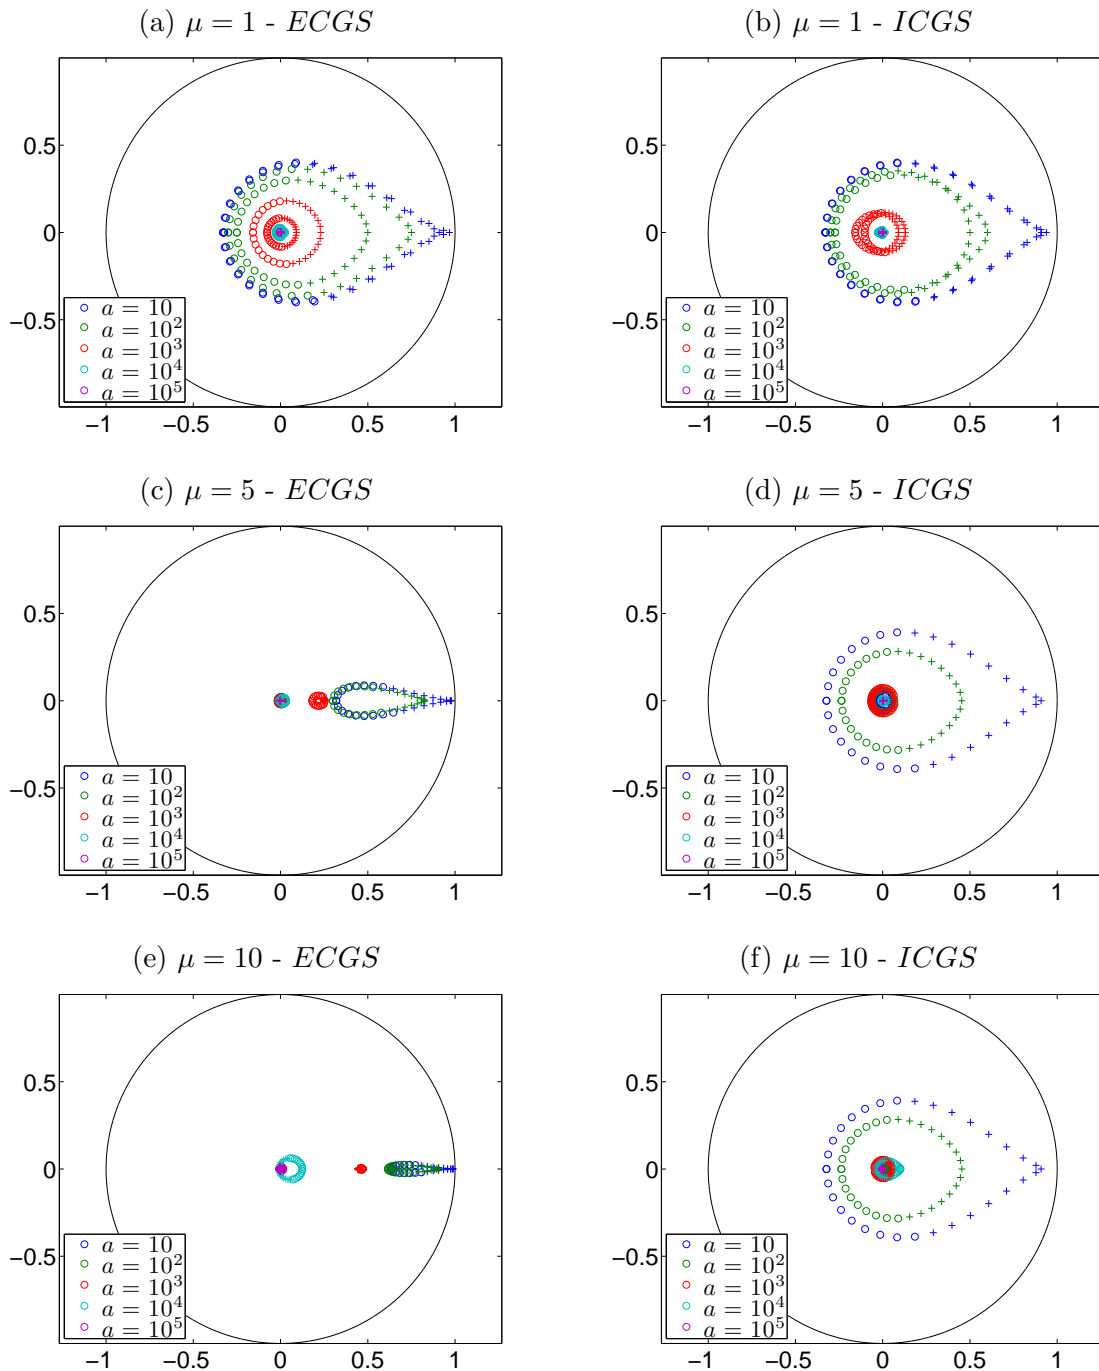 (a) μ = 1 - ECGS
0.5
0
−0.5
a = 10
a = 10²
a = 10³
a = 10⁴
a = 10⁵
−1 −0.5 0 0.5 1
(b) μ = 1 - ICGS
0.5
0
−0.5
a = 10
a = 10²
a = 10³
a = 10⁴
a = 10⁵
−1 −0.5 0 0.5 1
(c) μ = 5 - ECGS
0.5
0
−0.5
a = 10
a = 10²
a = 10³
a = 10⁴
a = 10⁵
−1 −0.5 0 0.5 1
(d) μ = 5 - ICGS
0.5
0
−0.5
a = 10
a = 10²
a = 10³
a = 10⁴
a = 10⁵
−1 −0.5 0 0.5 1
(e) μ = 10 - ECGS
0.5
0
−0.5
a = 10
a = 10²
a = 10³
a = 10⁴
a = 10⁵
−1 −0.5 0 0.5 1
(f) μ = 10 - ICGS
0.5
0
−0.5
a = 10
a = 10²
a = 10³
a = 10⁴
a = 10⁵
−1 −0.5 0 0.5 1